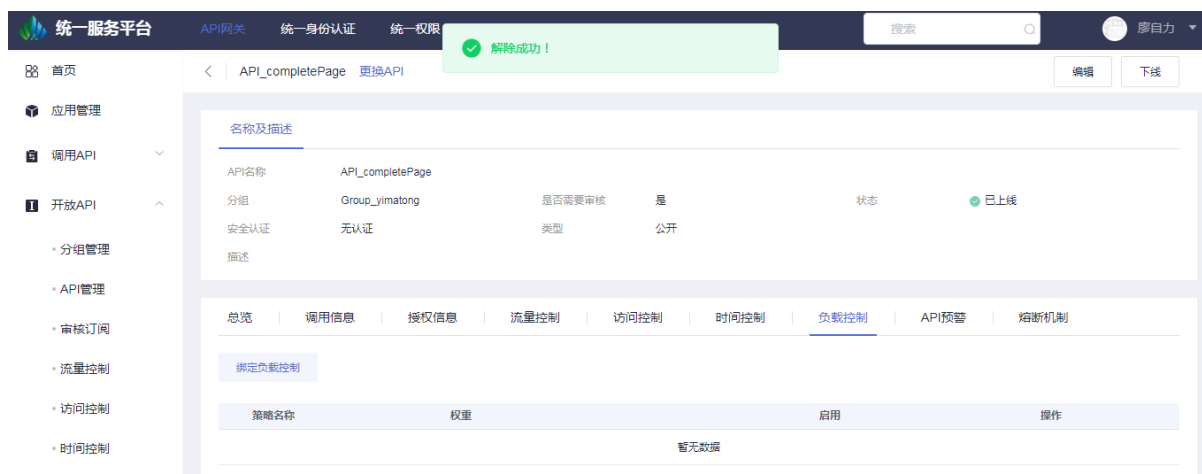 统一服务平台 API网关 统一身份认证 统一权限 解除成功！ 搜索 廖自力
首页 API_completePage 更换API 编辑 下线
应用管理
名称及描述
调用API
API名称 API_completePage
开放API 分组 Group_yimatong 是否需要审核 是 状态 已上线
安全认证 无认证 类型 公开
分组管理
描述
API管理
总览 调用信息 授权信息 流量控制 访问控制 时间控制 负载控制 API预警 熔断机制
审核订阅
流量控制 绑定负载控制
访问控制 策略名称 权重 启用 操作
时间控制 暂无数据